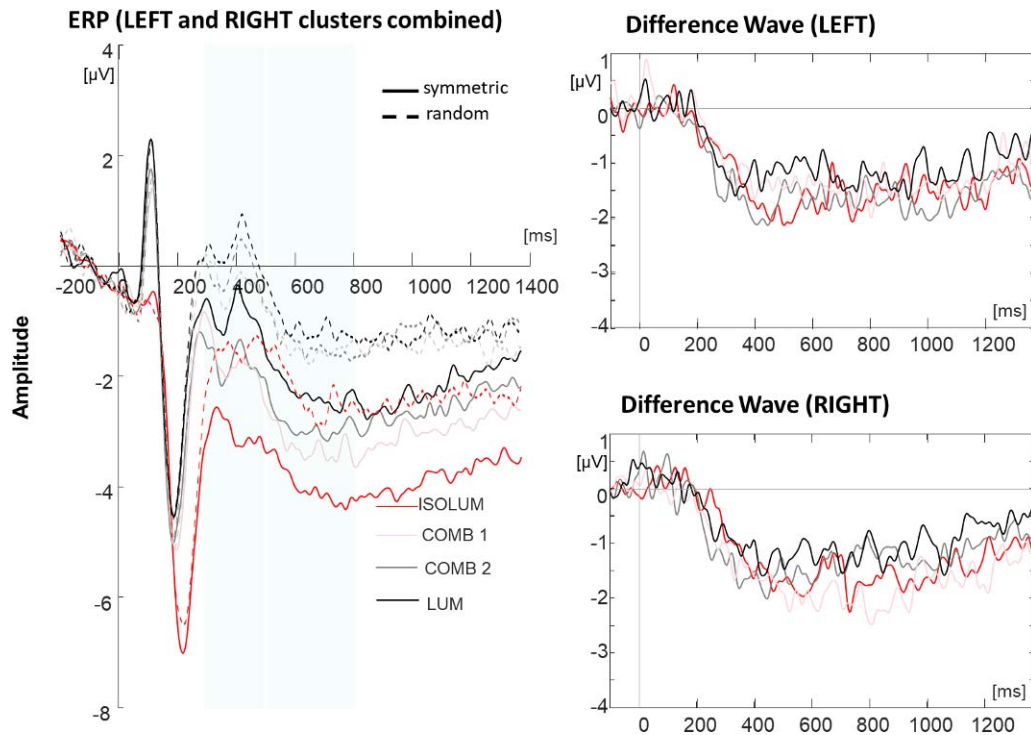 ERP (LEFT and RIGHT clusters combined)
4
[µV]
symmetric
random
2
[ms]
-200 0 200 400 600 800 1000 1200 1400
-2
-4
-6
-8
Amplitude
ISOLUM
COMB 1
COMB 2
LUM
Difference Wave (LEFT)
1
[µV]
0
-1
-2
-3
-4
[ms]
0 200 400 600 800 1000 1200
Difference Wave (RIGHT)
1
[µV]
0
-1
-2
-3
-4
[ms]
0 200 400 600 800 1000 1200